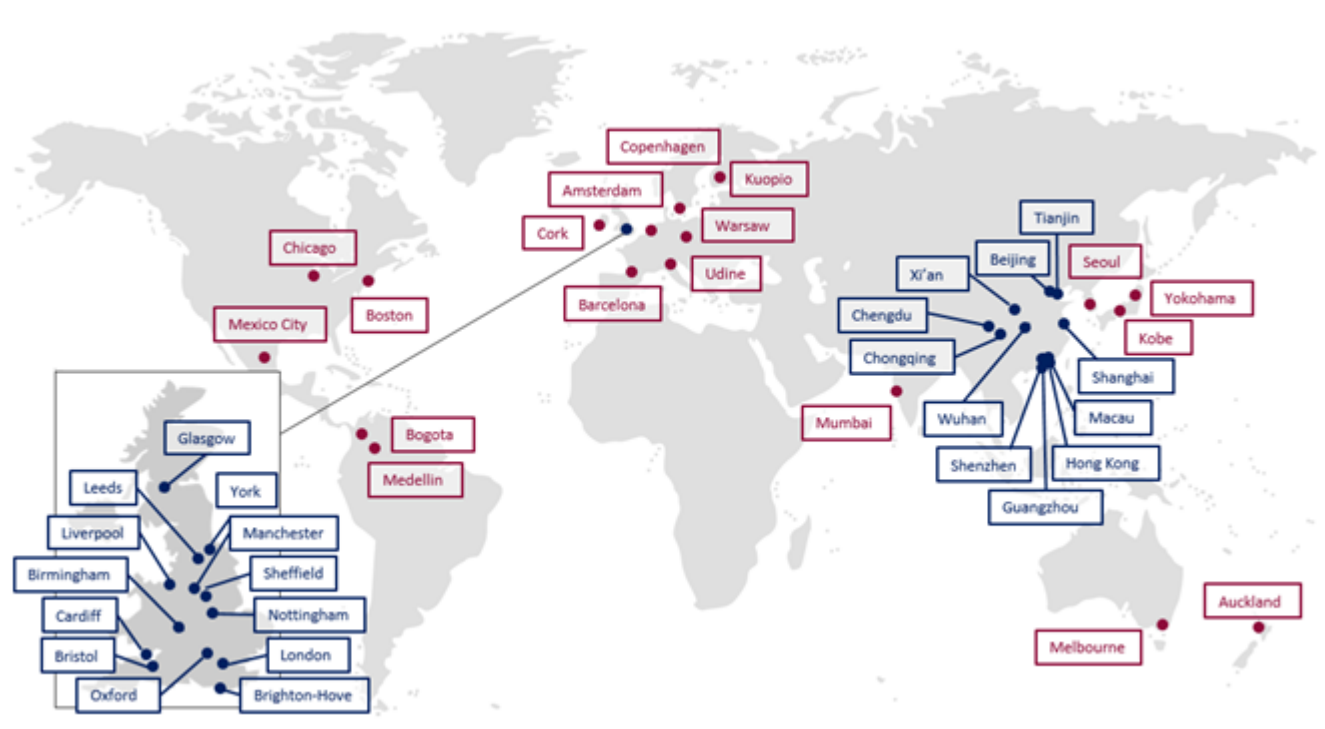 Copenhagen
Kuopio
Amsterdam
Cork
Warsaw
Udine
Barcelona
Chicago
Boston
Mexico City
Bogota
Medellin
Tianjin
Beijing
Seoul
Xi'an
Yokohama
Chengdu
Kobe
Chongqing
Shanghai
Mumbai
Wuhan
Macau
Shenzhen
Hong Kong
Guangzhou
Auckland
Melbourne
Glasgow
Leeds
York
Liverpool
Manchester
Birmingham
Sheffield
Cardiff
Nottingham
Bristol
London
Oxford
Brighton-Hove